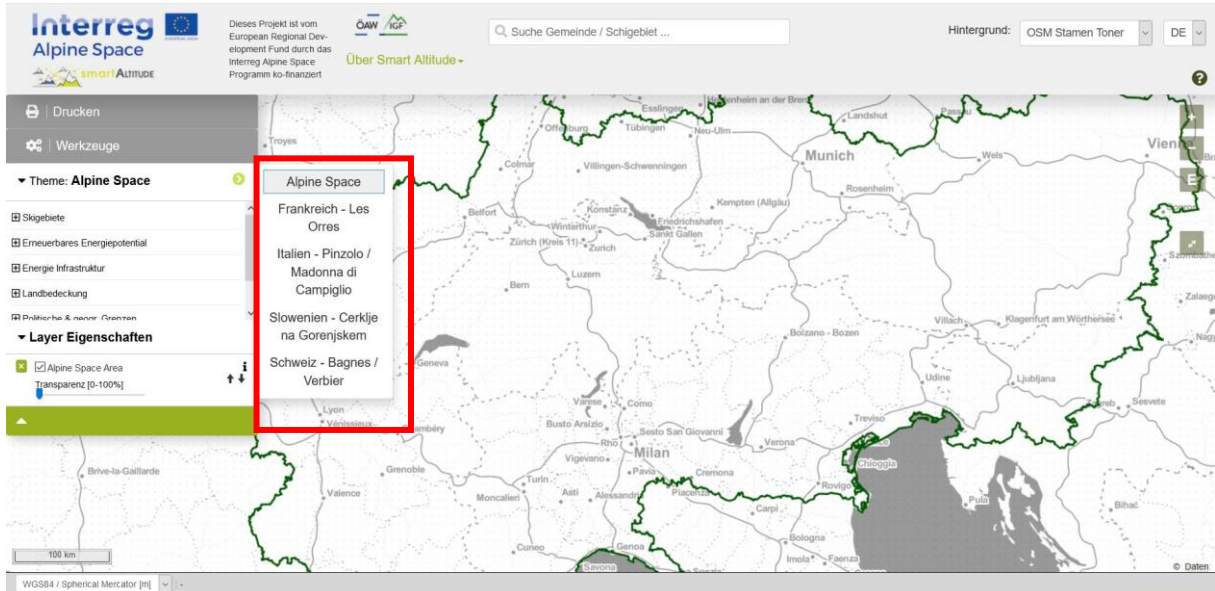 Interreg
Alpine Space
smartAltitude
Dieses Projekt ist vom
European Regional Dev-
elopment Fund durch das
Interreg Alpine Space
Programm ko-finanziert
ÖAW IGF
Über Smart Altitude
Suche Gemeinde / Schigebiet ...
Hintergrund:
OSM Stamen Toner
DE
?
Drucken
Werkzeuge
Theme: Alpine Space
Skigebiete
Erneuerbares Energiepotential
Energie Infrastruktur
Landbedeckung
Politische & geogr. Grenzen
Layer Eigenschaften
Alpine Space Area
i
Transparenz [0-100%]
Alpine Space
Frankreich - Les
Orres
Italien - Pinzolo /
Madonna di
Campiglio
Slowenien - Cerklje
na Gorenjskem
Schweiz - Bagnes /
Verbier
Esslingen
Landshut
Passau
Offenburg
Tübingen
Neu-Ulm
Troyes
Munich
Wels
Colmar
Villingen-Schwenningen
Rosenheim
E
Kempten (Allgäu)
Belfort
Konstanz
Friedrichshafen
Winterthur
Sankt Gallen
Zürich (Kreis 11)
Zurich
Luzern
Bern
Villach
Klagenfurt am Wörthersee
Bolzano - Bozen
Geneva
Udine
Ljubljana
Varese
Como
Sesvete
Lyon
Vénissieux
Busto Arsizio
Sesto San Giovanni
Treviso
Rho
Milan
Verona
Vigevano
Chioggia
Brive-la-Gaillarde
Grenoble
Turin
Pavia
Cremona
Rovigo
Valence
Moncalieri
Asti
Piacenza
Pula
Bihać
Carpi
Bologna
Cuneo
Genoa
Imola
Faenza
Savona
100 km
© Daten:
WGS84 / Spherical Mercator [m]
: -